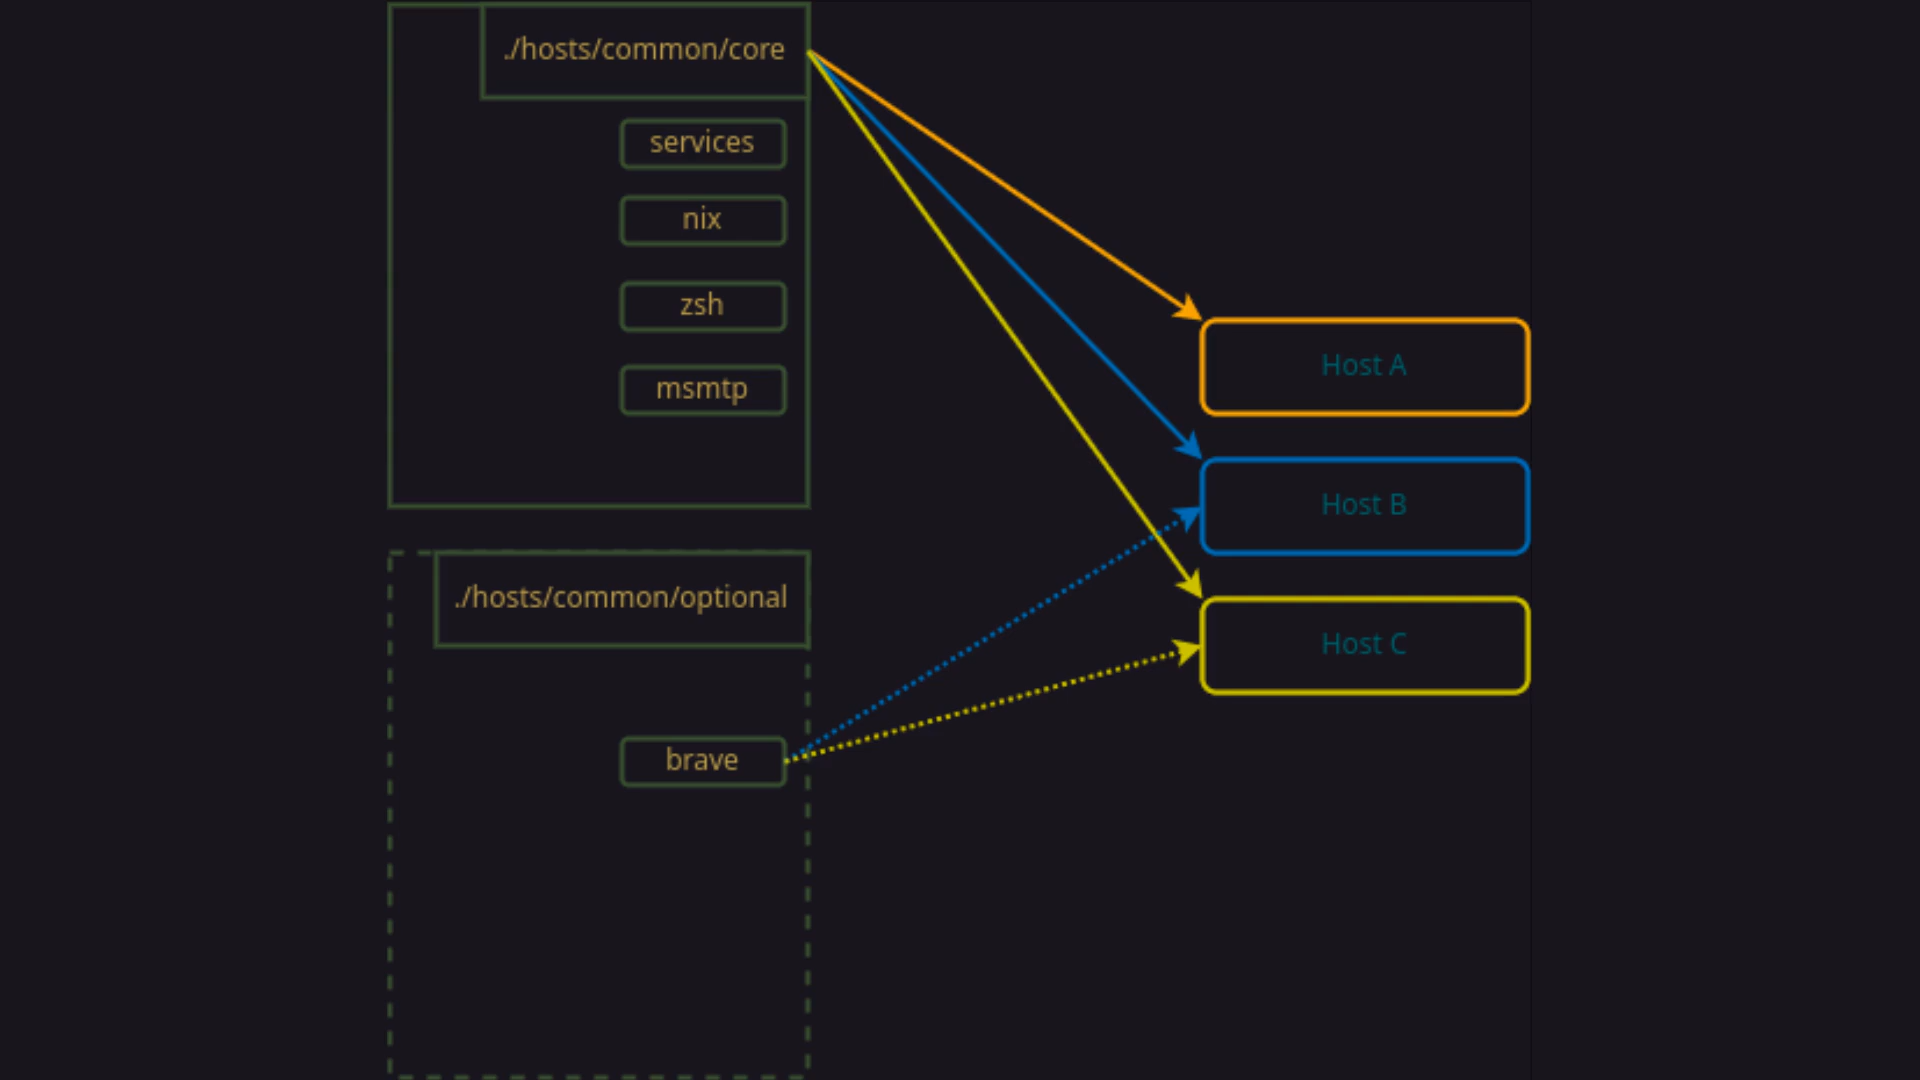 ./hosts/common/core
services
nix
zsh
msmtp
Host A
Host B
./hosts/common/optional
Host C
brave